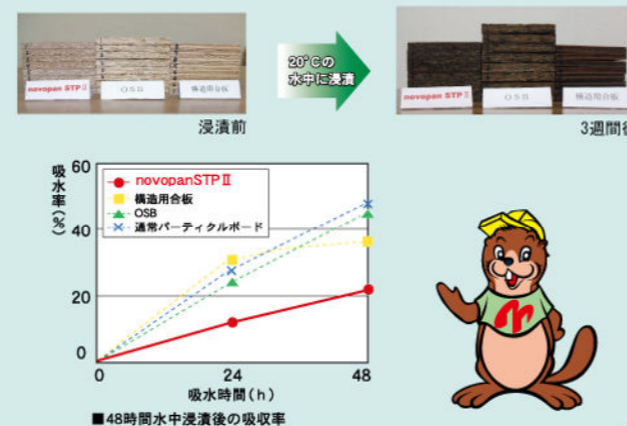 novopan STPⅡ
OSB
構造用合板
20°Cの
水中に浸漬
novopan STPⅡ
OSB
構造用合板
浸漬前
3週間後
吸水率(%)
60
40
20
0
novopanSTPⅡ
構造用合板
OSB
通常パーティクルボード
0
24
48
吸水時間(h)
■48時間水中浸漬後の吸収率